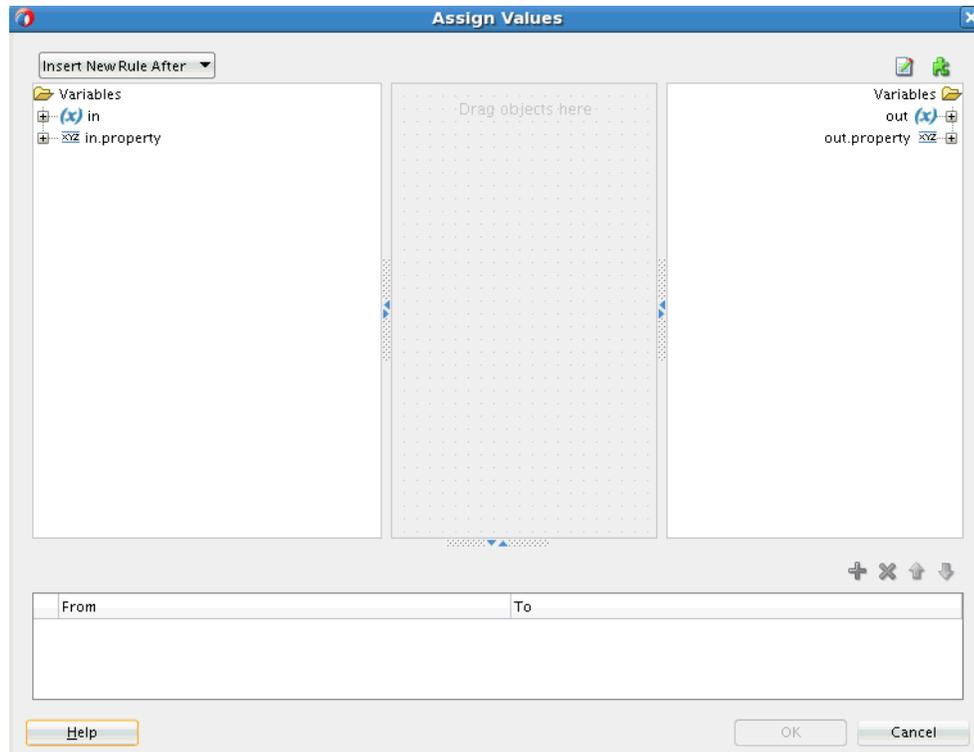 Assign Values
Insert New Rule After
Variables
(x) in
XYZ in.property
Drag objects here
Variables
out (x)
out.property XYZ
From To
Help OK Cancel